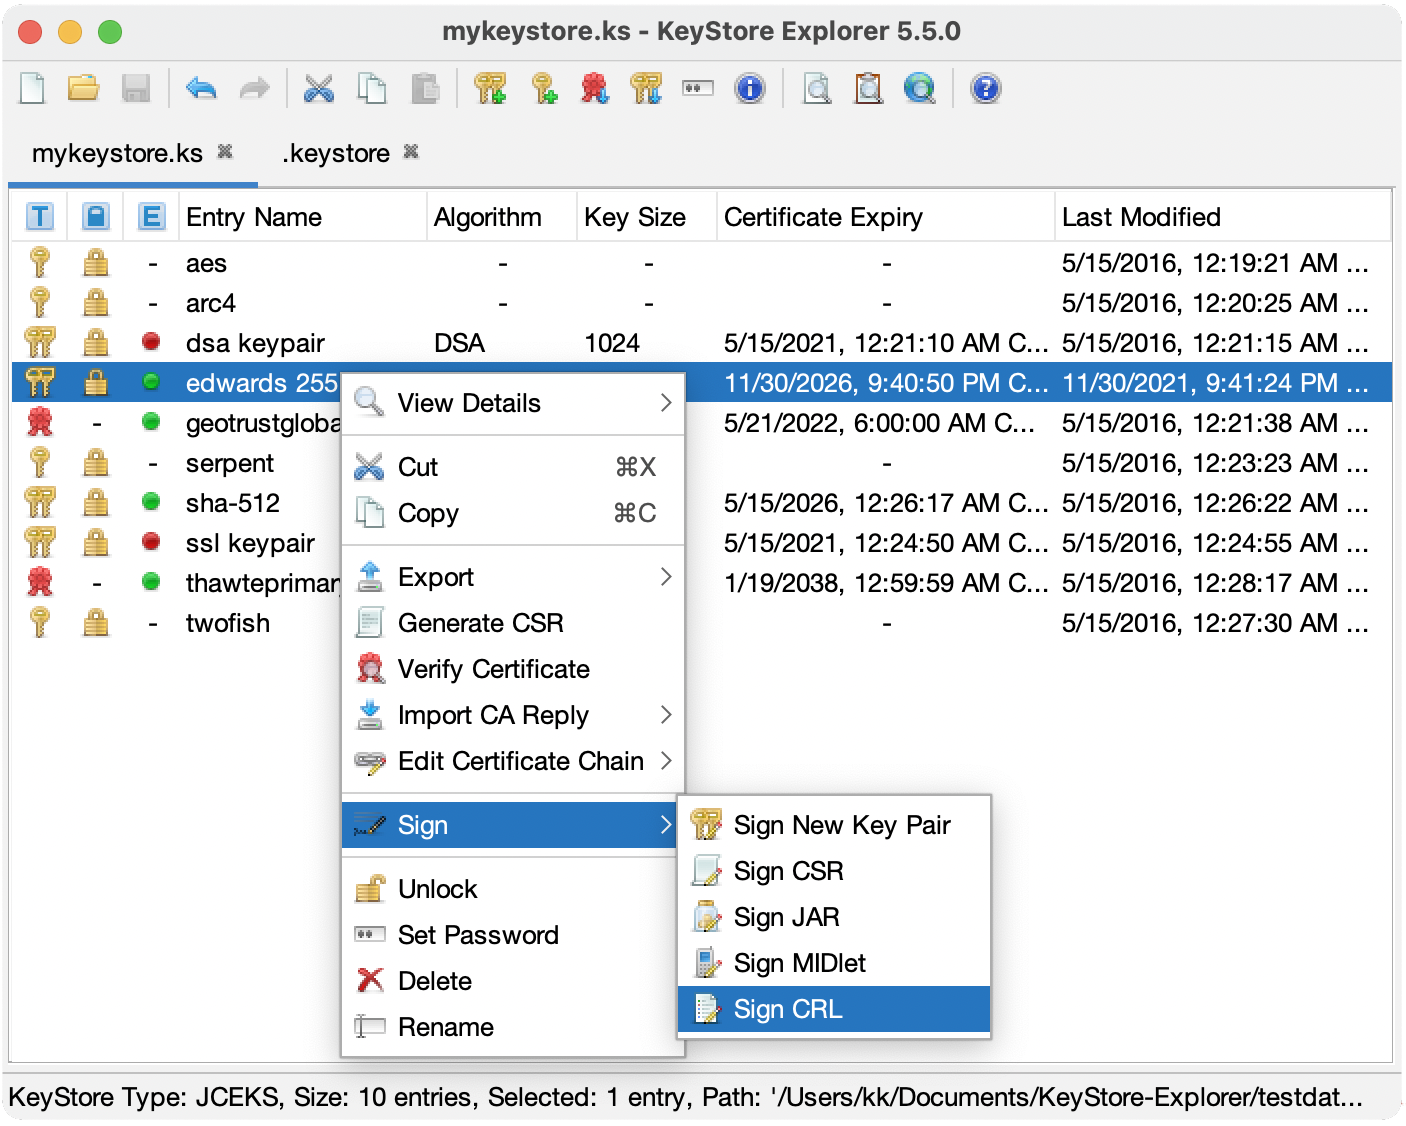 mykeystore.ks - KeyStore Explorer 5.5.0
mykeystore.ks .keystore
T E Entry Name Algorithm Key Size Certificate Expiry Last Modified
- aes - - - 5/15/2016, 12:19:21 AM ...
- arc4 - - - 5/15/2016, 12:20:25 AM ...
dsa keypair DSA 1024 5/15/2021, 12:21:10 AM C... 5/15/2016, 12:21:15 AM ...
edwards 255 11/30/2026, 9:40:50 PM C... 11/30/2021, 9:41:24 PM ...
- geotrustgloba 5/21/2022, 6:00:00 AM C... 5/15/2016, 12:21:38 AM ...
- serpent - 5/15/2016, 12:23:23 AM ...
sha-512 5/15/2026, 12:26:17 AM C... 5/15/2016, 12:26:22 AM ...
ssl keypair 5/15/2021, 12:24:50 AM C... 5/15/2016, 12:24:55 AM ...
- thawteprimary 1/19/2038, 12:59:59 AM C... 5/15/2016, 12:28:17 AM ...
- twofish - 5/15/2016, 12:27:30 AM ...
View Details
Cut ⌘X
Copy ⌘C
Export
Generate CSR
Verify Certificate
Import CA Reply
Edit Certificate Chain
Sign
Unlock
Set Password
Delete
Rename
Sign New Key Pair
Sign CSR
Sign JAR
Sign MIDlet
Sign CRL
KeyStore Type: JCEKS, Size: 10 entries, Selected: 1 entry, Path: '/Users/kk/Documents/KeyStore-Explorer/testdat...